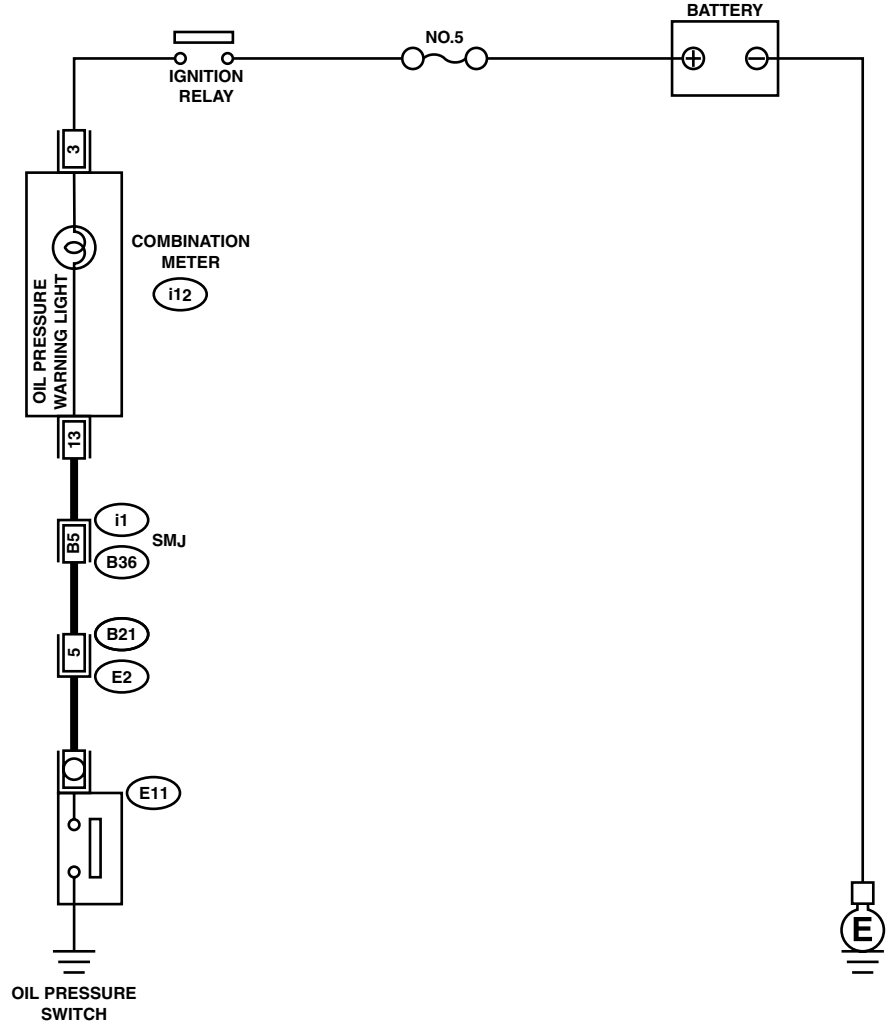 BATTERY
NO.5
+
−
IGNITION
RELAY
3
COMBINATION
METER
i12
OIL PRESSURE
WARNING LIGHT
13
i1
B5
SMJ
B36
B21
5
E2
E11
E
OIL PRESSURE
SWITCH